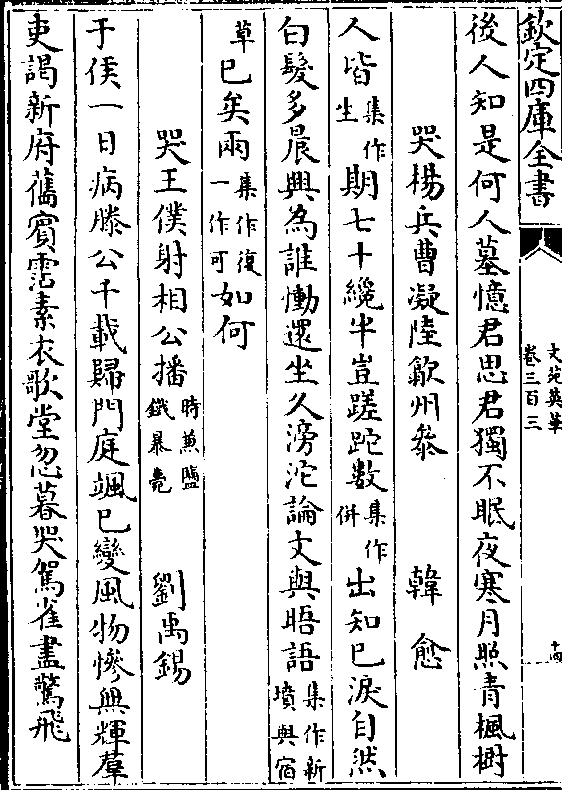 欽定四庫全書
文苑英華
卷三百三
十四
後人知是何人墓憶君思君獨不眠夜寒月照青楓樹
哭楊兵曹凝陸歙州參 韓愈
人皆集作生期七十纔半豈蹉跎數集作併出知已淚自然
白髮多晨興為誰慟還坐久滂沱論文與晤語集作新墳與宿
草已矣兩集作復一作可如何
哭王僕射相公播時兼鹽鐵暴薨 劉禹錫
于侯一日病滕公千載歸門庭颯已變風物慘無輝羣
吏謁新府舊賓霑素衣歌堂忽暮哭駕雀盡驚飛